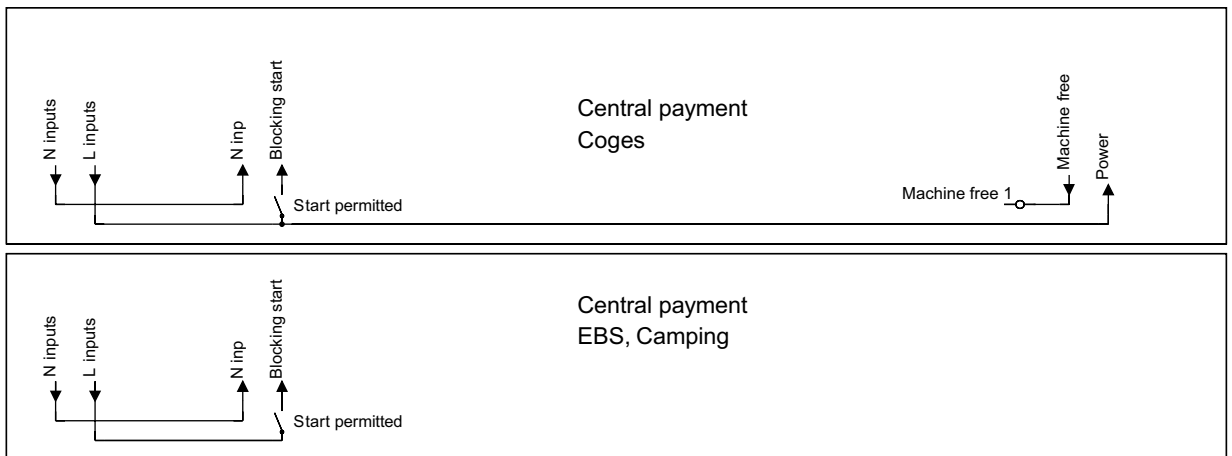 N inputs
L inputs
N inp
Blocking start
Start permitted
Central payment
Coges
Machine free 1
Machine free
Power
N inputs
L inputs
N inp
Blocking start
Start permitted
Central payment
EBS, Camping